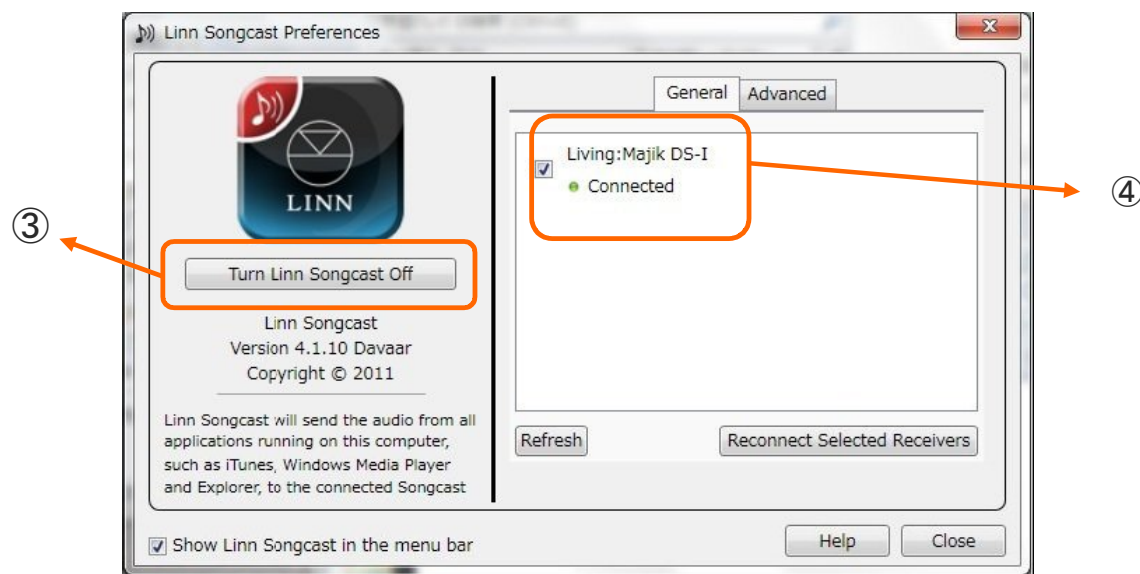 Linn Songcast Preferences
LINN
③
Turn Linn Songcast Off
Linn Songcast
Version 4.1.10 Davaar
Copyright © 2011
Linn Songcast will send the audio from all
applications running on this computer,
such as iTunes, Windows Media Player
and Explorer, to the connected Songcast
General Advanced
Living:Majik DS-I
Connected
④
Refresh Reconnect Selected Receivers
Show Linn Songcast in the menu bar
Help Close